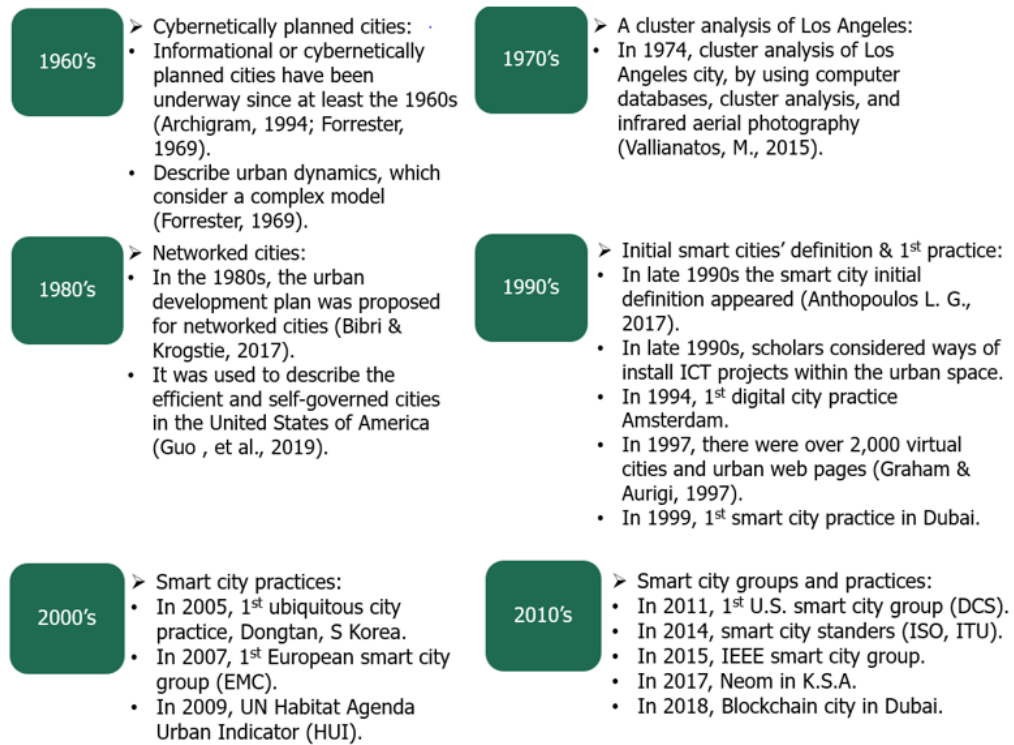 1960's
➢ Cybernetically planned cities:
• Informational or cybernetically
planned cities have been
underway since at least the 1960s
(Archigram, 1994; Forrester,
1969).
• Describe urban dynamics, which
consider a complex model
(Forrester, 1969).
1970's
➢ A cluster analysis of Los Angeles:
• In 1974, cluster analysis of Los
Angeles city, by using computer
databases, cluster analysis, and
infrared aerial photography
(Vallianatos, M., 2015).
1980's
➢ Networked cities:
• In the 1980s, the urban
development plan was proposed
for networked cities (Bibri &
Krogstie, 2017).
• It was used to describe the
efficient and self-governed cities
in the United States of America
(Guo , et al., 2019).
1990's
➢ Initial smart cities' definition & 1st practice:
• In late 1990s the smart city initial
definition appeared (Anthopoulos L. G.,
2017).
• In late 1990s, scholars considered ways of
install ICT projects within the urban space.
• In 1994, 1st digital city practice
Amsterdam.
• In 1997, there were over 2,000 virtual
cities and urban web pages (Graham &
Aurigi, 1997).
• In 1999, 1st smart city practice in Dubai.
2000's
➢ Smart city practices:
• In 2005, 1st ubiquitous city
practice, Dongtan, S Korea.
• In 2007, 1st European smart city
group (EMC).
• In 2009, UN Habitat Agenda
Urban Indicator (HUI).
2010's
➢ Smart city groups and practices:
• In 2011, 1st U.S. smart city group (DCS).
• In 2014, smart city standers (ISO, ITU).
• In 2015, IEEE smart city group.
• In 2017, Neom in K.S.A.
• In 2018, Blockchain city in Dubai.